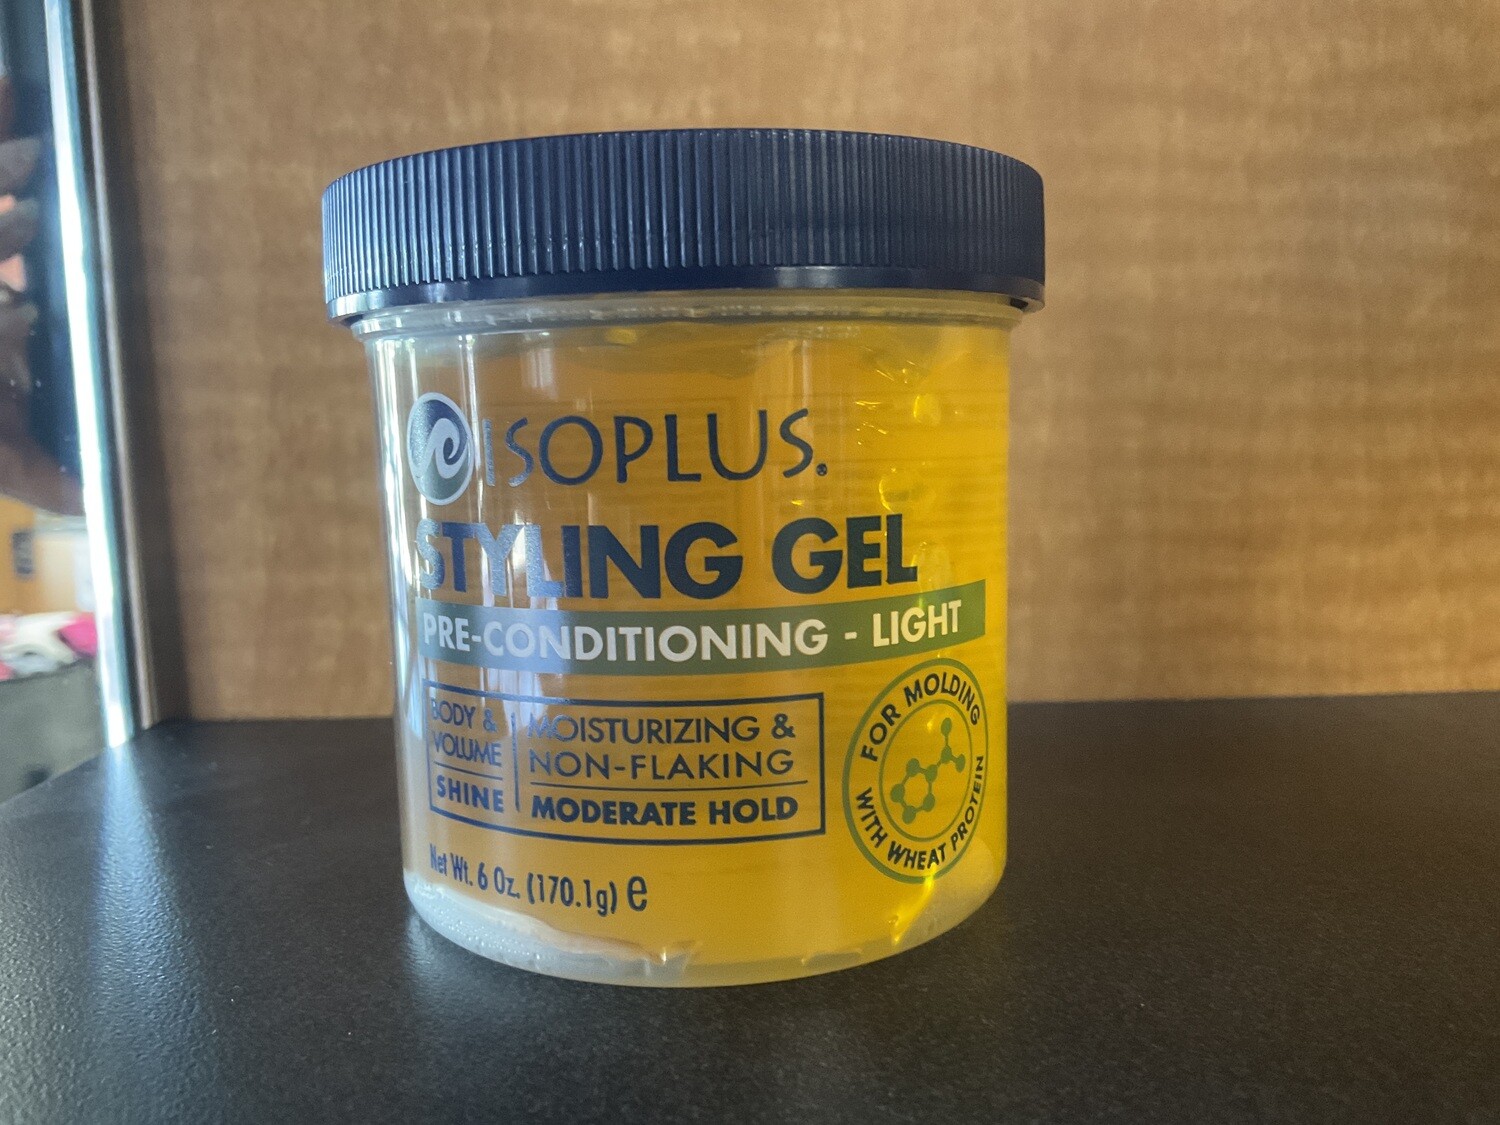 ISOPLUS.
STYLING GEL
PRE-CONDITIONING - LIGHT
BODY &
VOLUME
SHINE
MOISTURIZING &
NON-FLAKING
MODERATE HOLD
FOR MOLDING
WITH WHEAT PROTEIN
Net Wt. 6 Oz. (170.1g) e